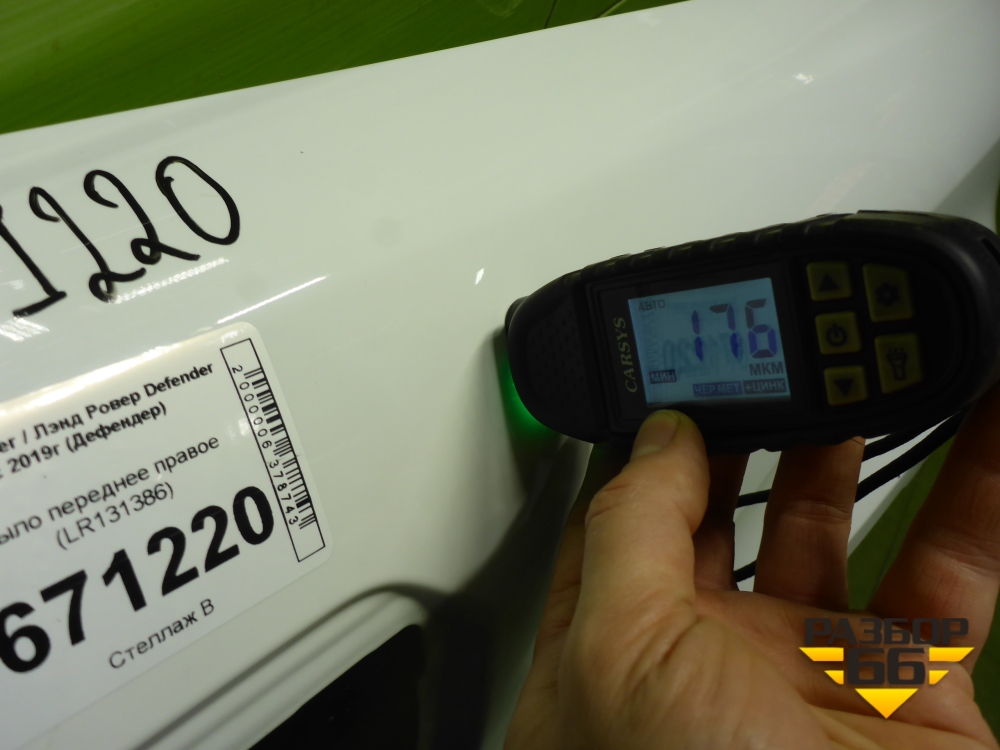 1220
er / Лэнд Ровер Defender
с 2019г (Дефендер)
ыло переднее правое
(LR131386)
671220
Стеллаж В
2000006378743
CARSYS
176
МКМ
ЧЕР.МЕТ +ЦИНК
РАЗБОР
66